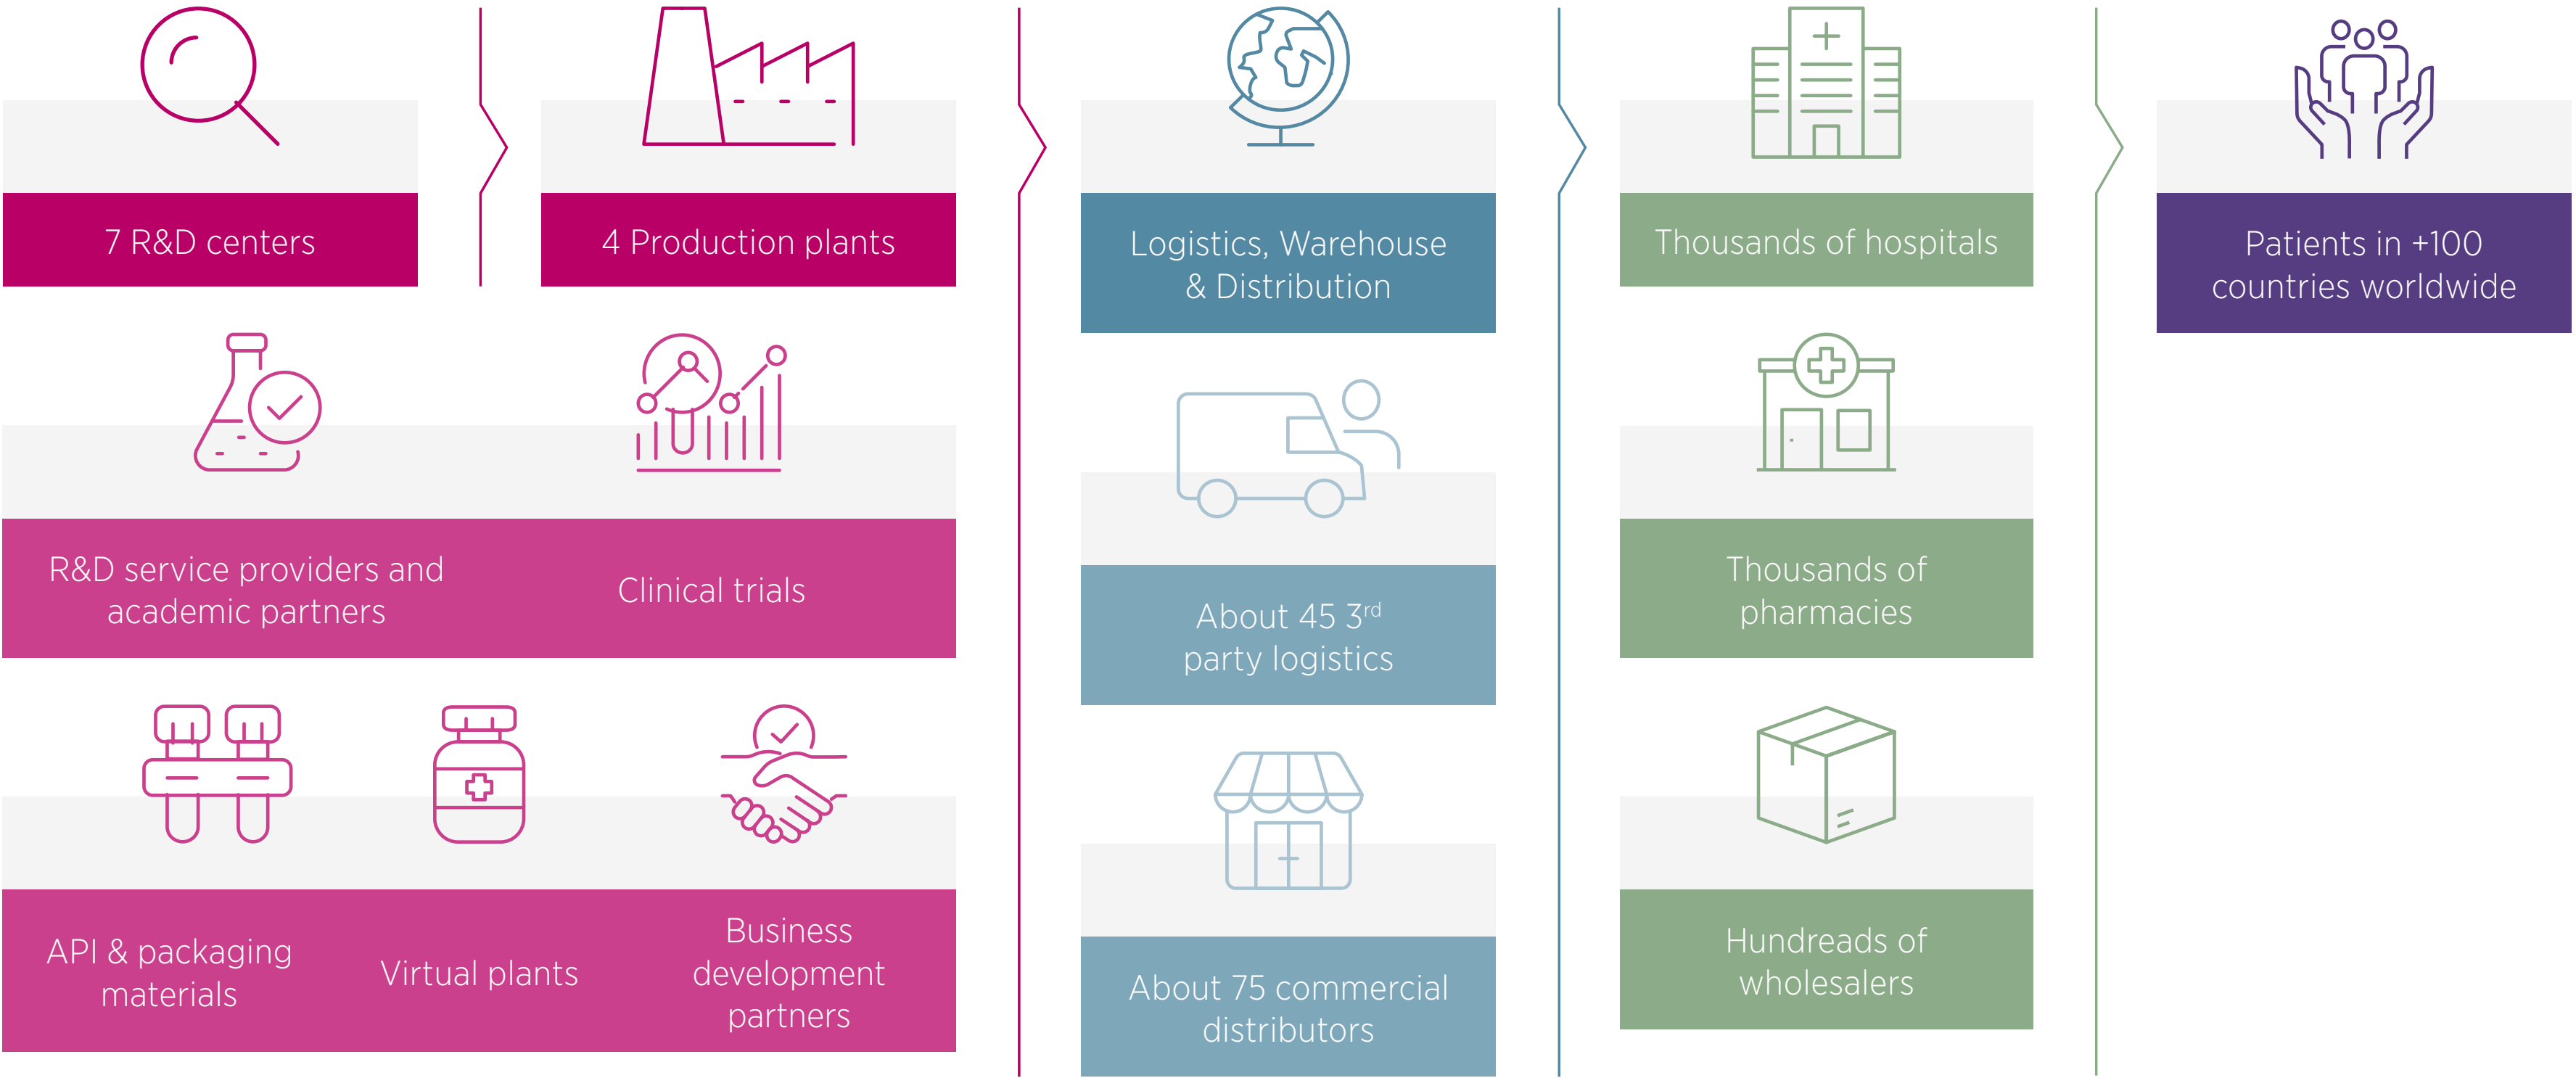 7 R&D centers
4 Production plants
Logistics, Warehouse
& Distribution
Thousands of hospitals
Patients in +100
countries worldwide
R&D service providers and
academic partners
Clinical trials
About 45 3rd
party logistics
Thousands of
pharmacies
API & packaging
materials
Virtual plants
Business
development
partners
About 75 commercial
distributors
Hundreads of
wholesalers